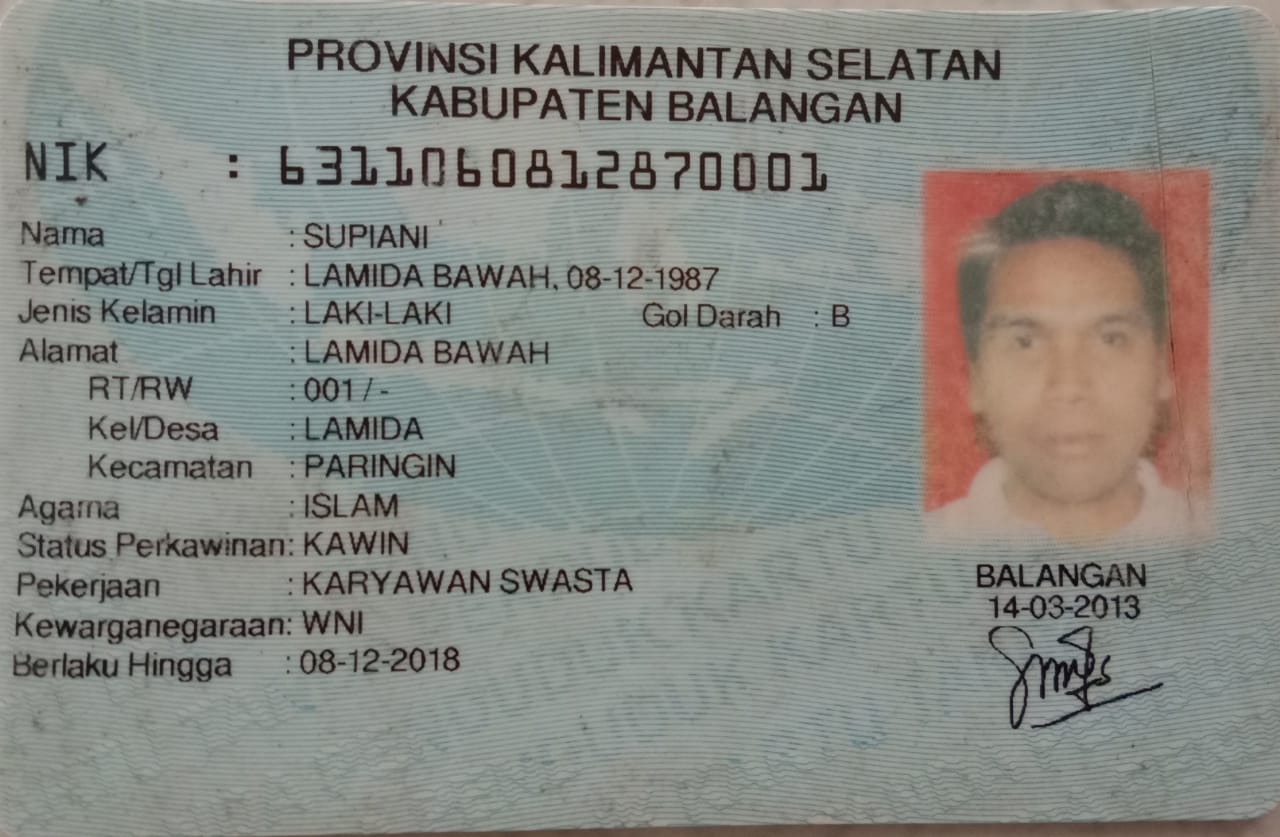 PROVINSI KALIMANTAN SELATAN
KABUPATEN BALANGAN
NIK : 6311060812870001
Nama : SUPIANI
Tempat/Tgl Lahir : LAMIDA BAWAH, 08-12-1987
Jenis Kelamin : LAKI-LAKI Gol Darah : B
Alamat : LAMIDA BAWAH
RT/RW : 001 / -
Kel/Desa : LAMIDA
Kecamatan : PARINGIN
Agama : ISLAM
Status Perkawinan: KAWIN
Pekerjaan : KARYAWAN SWASTA
Kewarganegaraan: WNI
Berlaku Hingga : 08-12-2018
BALANGAN
14-03-2013